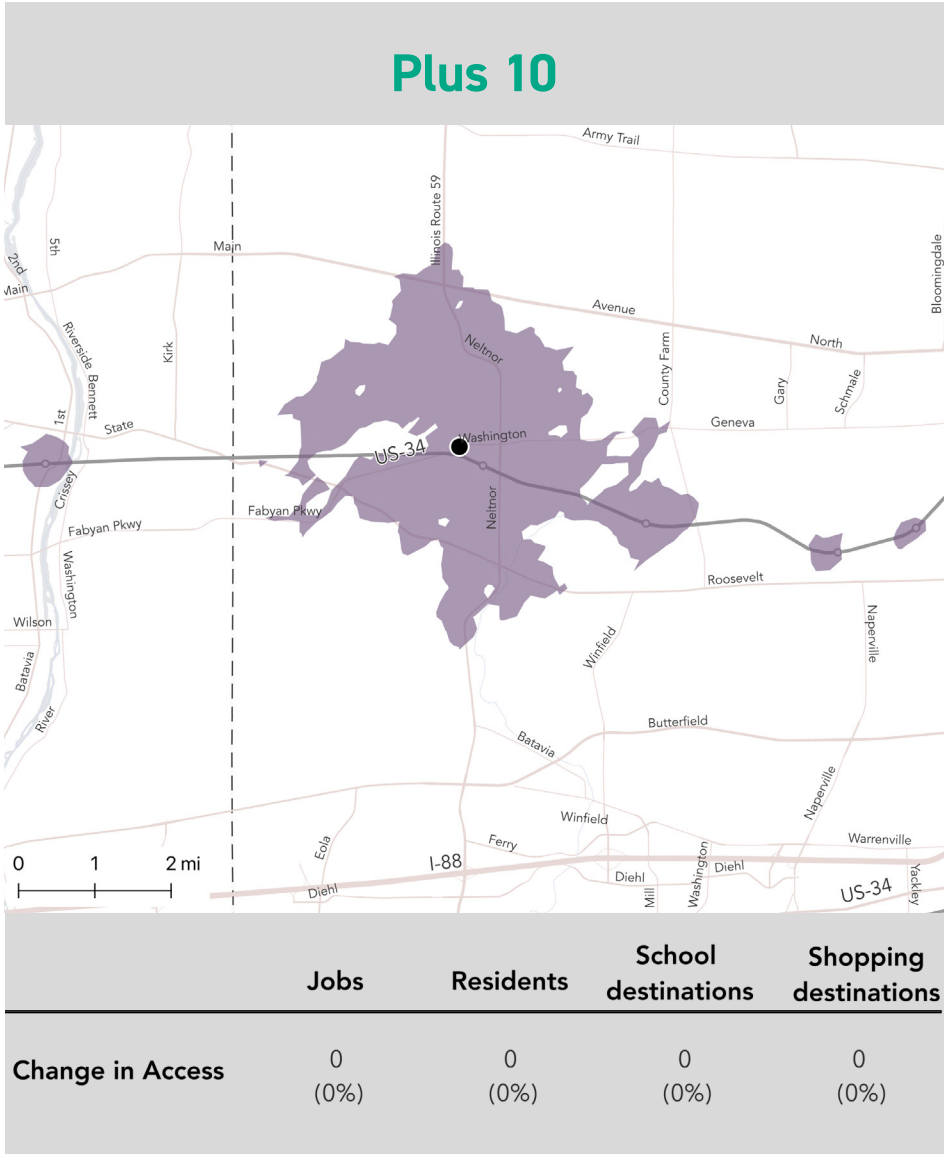 Plus 10
Army Trail
Illinois Route 59
5th
Main
2nd
Main
Bloomingdale
Avenue
North
Riverside
Bennett
Kirk
Neltnor
County Farm
Gary
Schmale
1st
State
Geneva
Washington
US-34
Crissey
Neltnor
Fabyan Pkwy
Fabyan Pkwy
Washington
Roosevelt
Wilson
Winfield
Naperville
Batavia
River
Butterfield
Batavia
Naperville
Winfield
Eola
Ferry
Warrenville
I-88
Washington
Diehl
Diehl
Diehl
Mill
US-34
Yackley
0 1 2 mi
Jobs Residents School destinations Shopping destinations
Change in Access 0 (0%) 0 (0%) 0 (0%) 0 (0%)